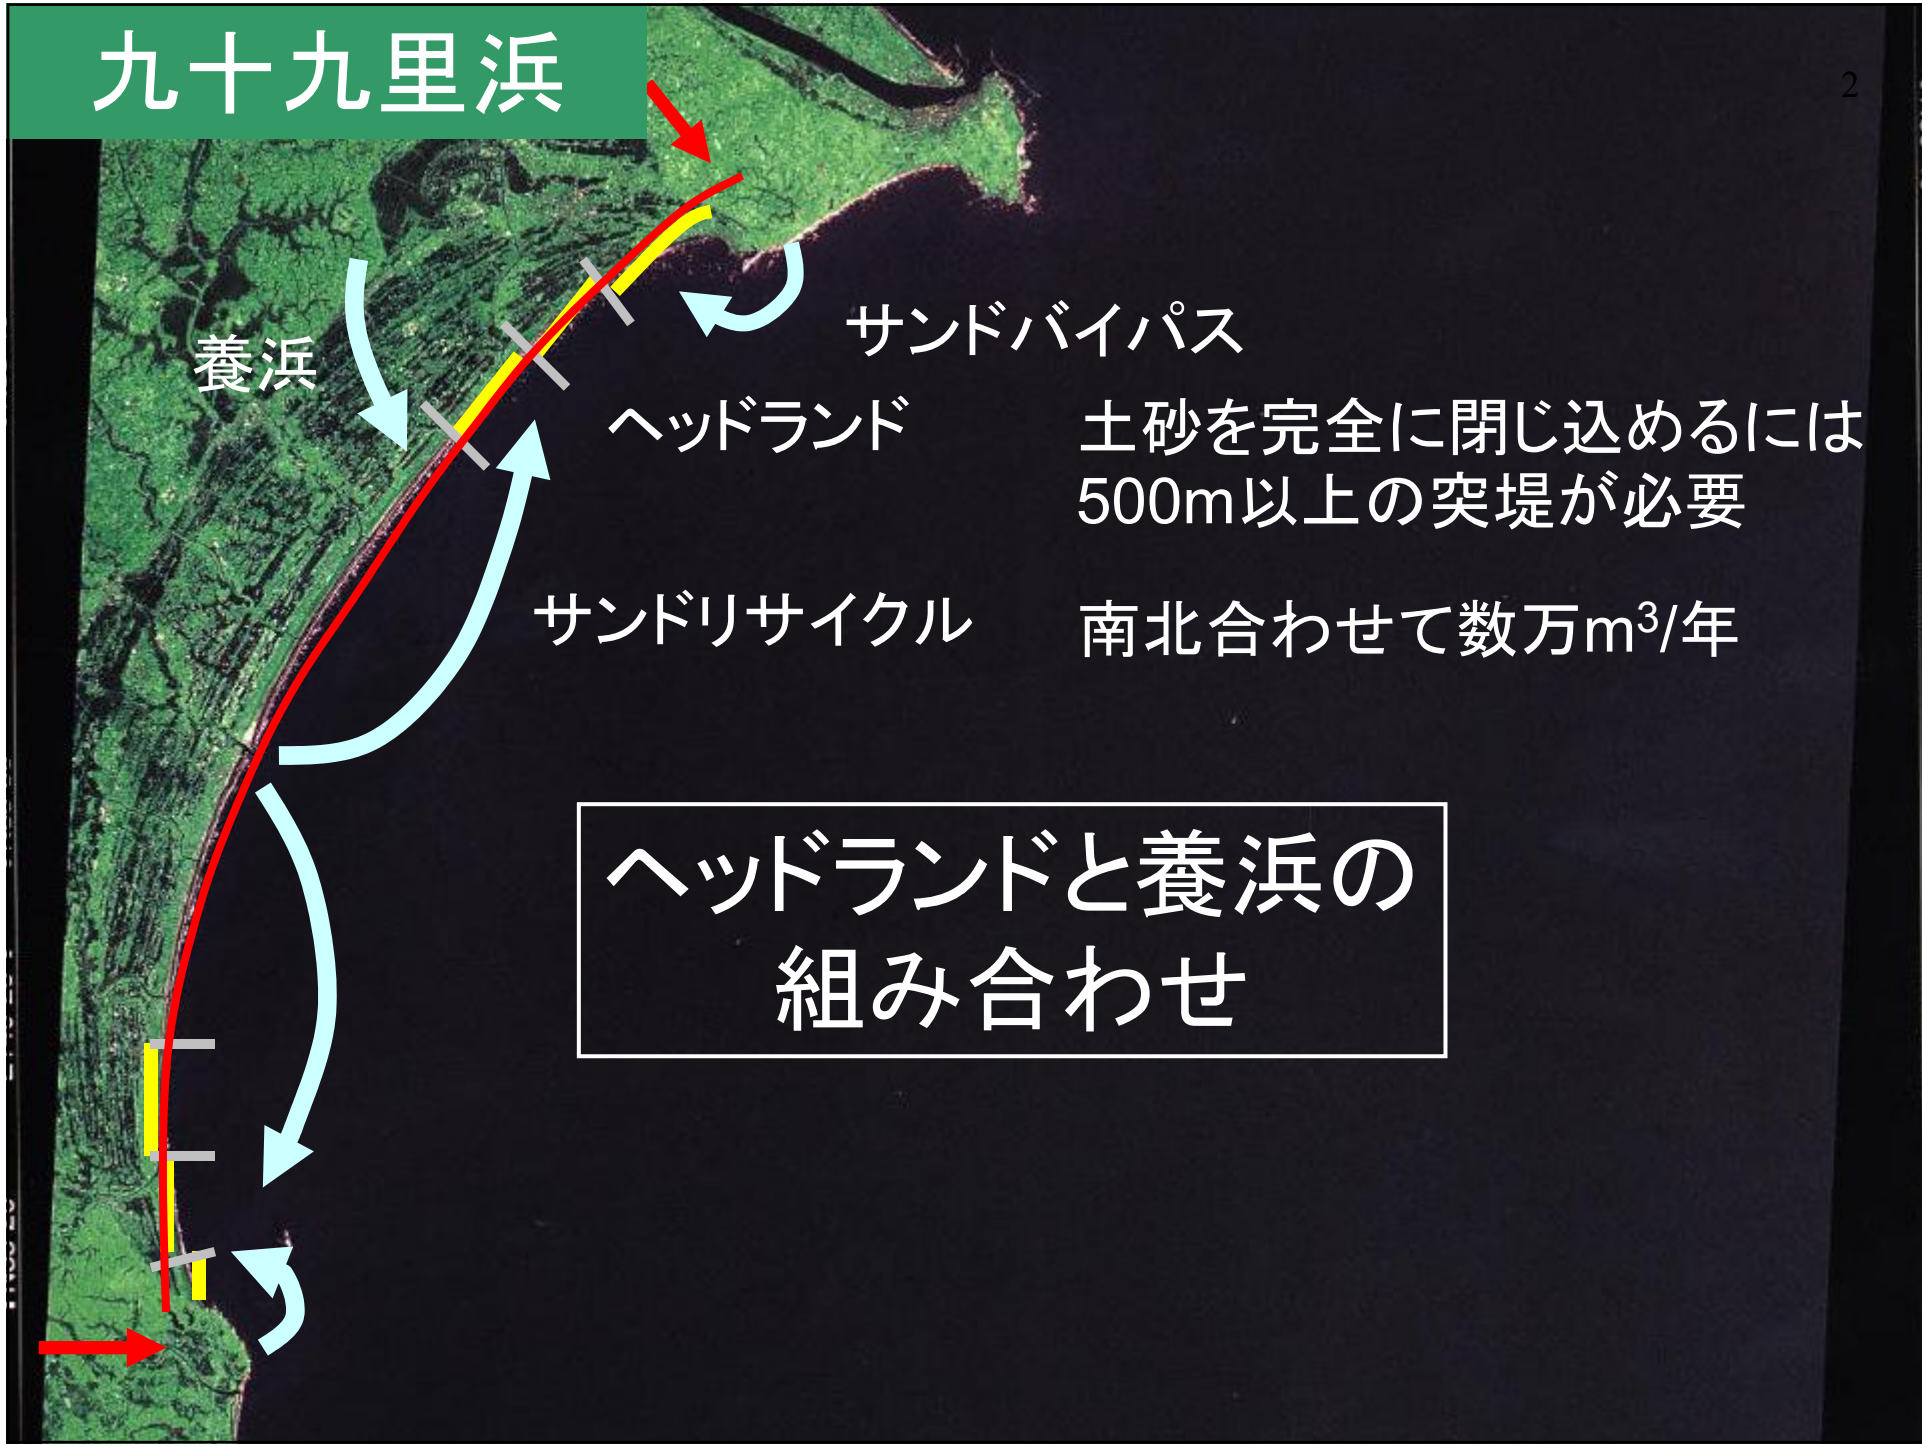 九十九里浜
2
サンドバイパス
養浜
ヘッドランド
土砂を完全に閉じ込めるには
500m以上の突堤が必要
サンドリサイクル
南北合わせて数万m³/年
ヘッドランドと養浜の
組み合わせ